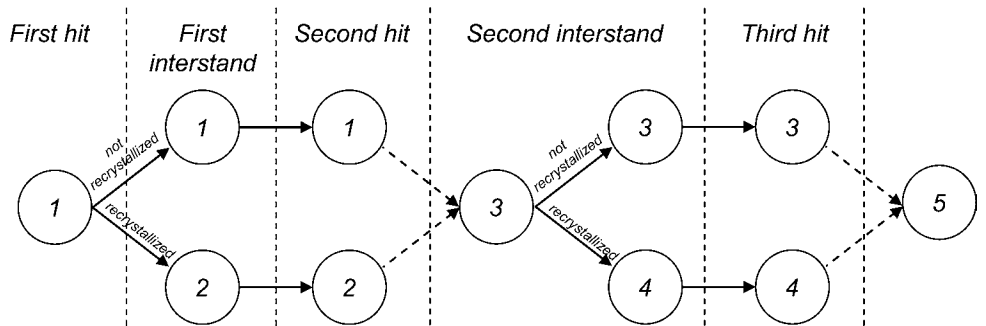 First hit
First
interstand
Second hit
Second interstand
Third hit
1
not
recrystallized
recrystallized
1
2
1
2
3
not
recrystallized
recrystallized
3
4
3
4
5